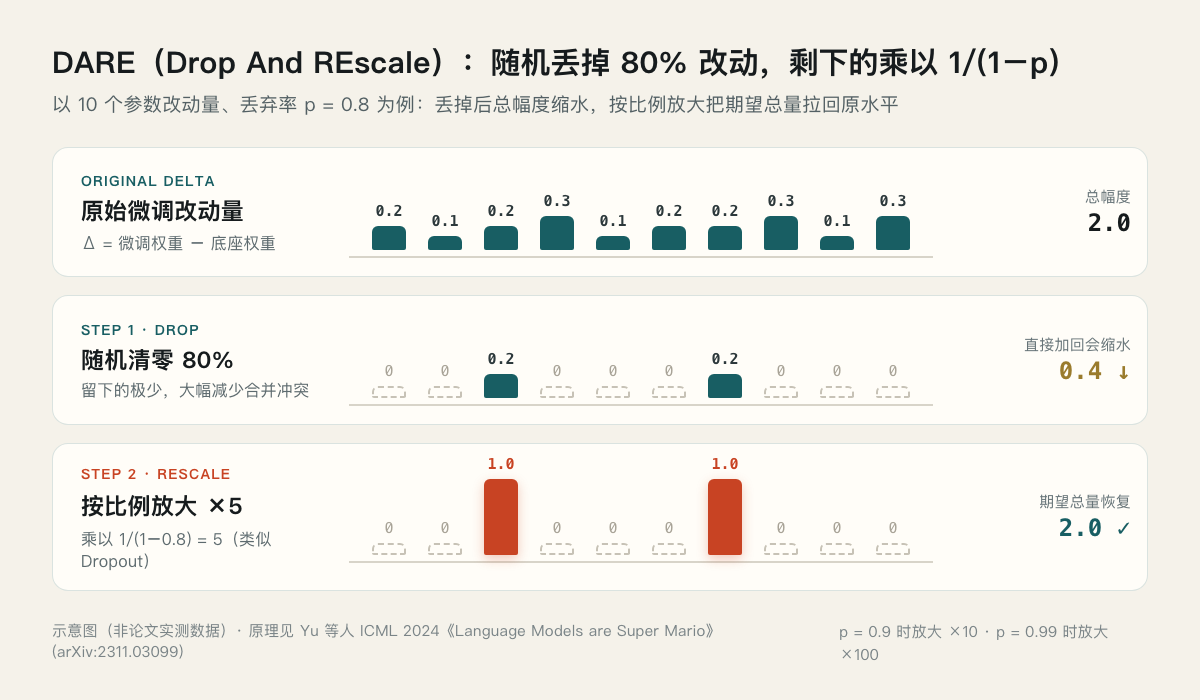 DARE（Drop And REscale）：随机丢掉 80% 改动，剩下的乘以 1/(1−p)
以 10 个参数改动量、丢弃率 p = 0.8 为例：丢掉后总幅度缩水，按比例放大把期望总量拉回原水平
ORIGINAL DELTA
原始微调改动量
Δ = 微调权重 − 底座权重
0.2 0.1 0.2 0.3 0.1 0.2 0.2 0.3 0.1 0.3
总幅度
2.0
STEP 1 · DROP
随机清零 80%
留下的极少，大幅减少合并冲突
0 0 0.2 0 0 0 0.2 0 0 0
直接加回会缩水
0.4 ↓
STEP 2 · RESCALE
按比例放大 ×5
乘以 1/(1−0.8) = 5（类似
Dropout）
0 0 1.0 0 0 0 1.0 0 0 0
期望总量恢复
2.0 ✓
示意图（非论文实测数据）· 原理见 Yu 等人 ICML 2024《Language Models are Super Mario》
(arXiv:2311.03099)
p = 0.9 时放大 ×10 · p = 0.99 时放大
×100